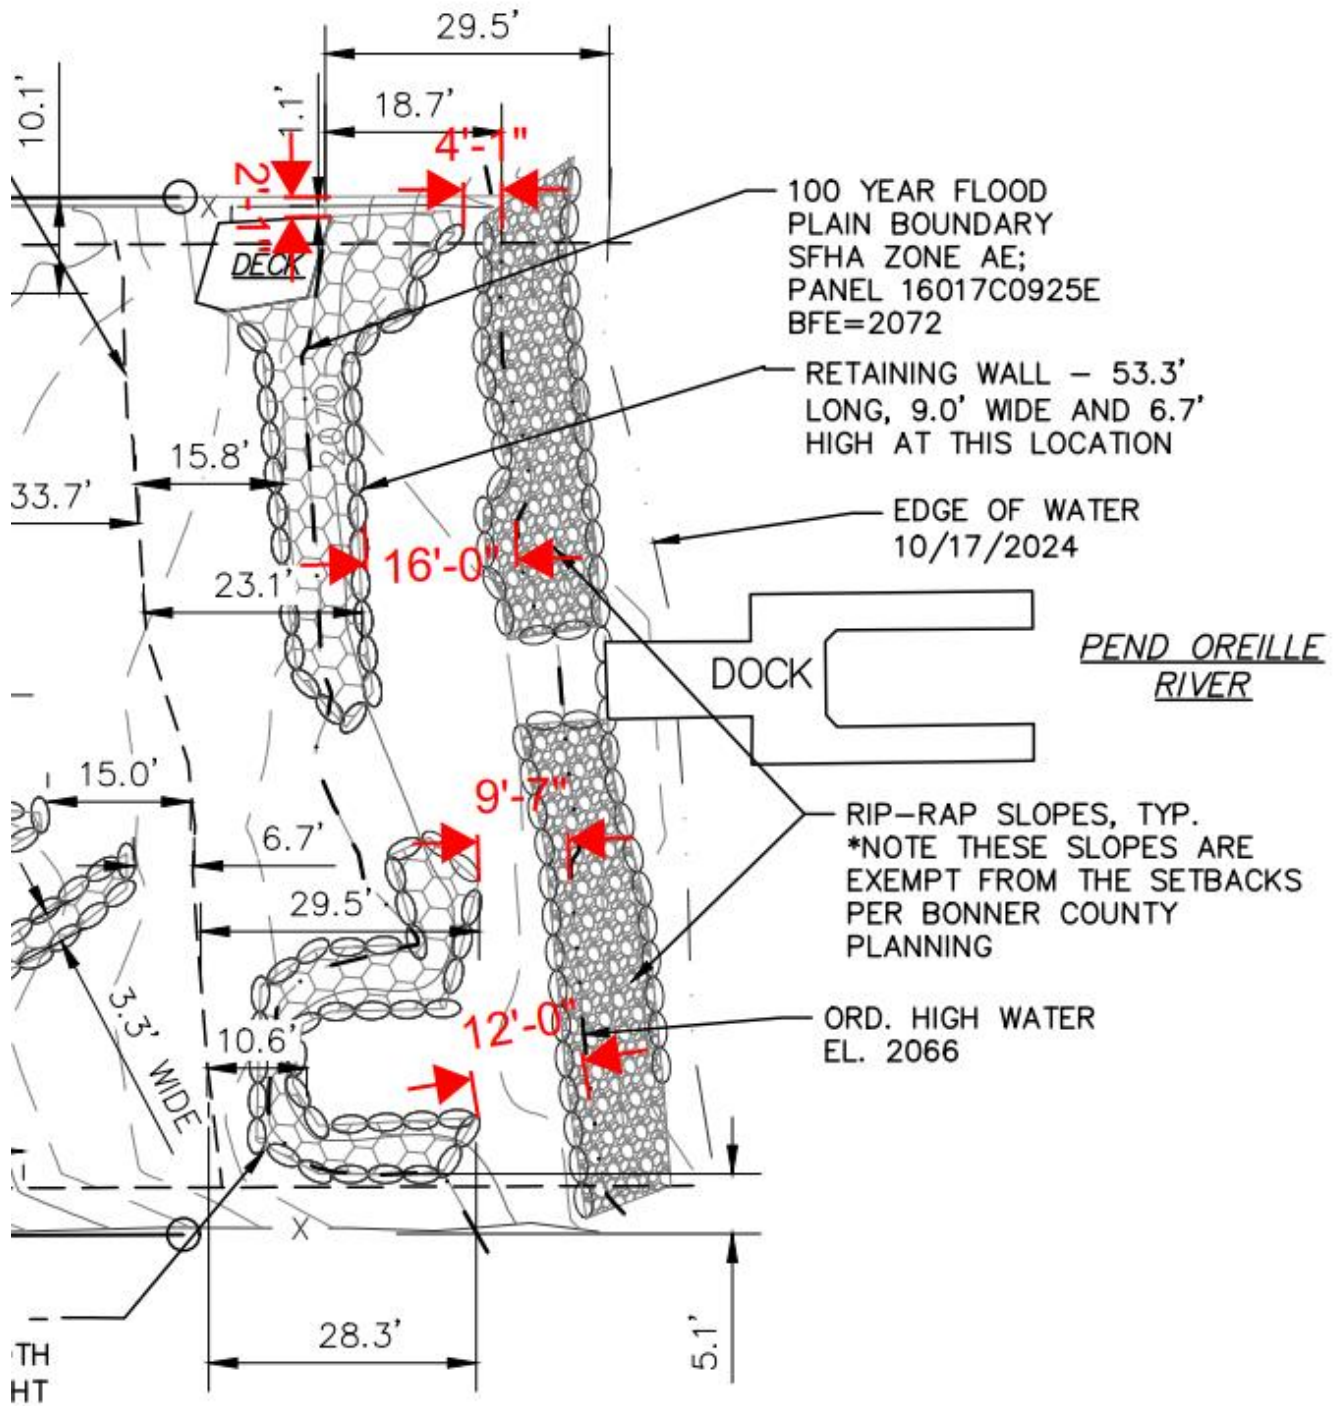 29.5'
10.1'
1.1'
18.7'
4'-1"
2'-1"
DECK
100 YEAR FLOOD
PLAIN BOUNDARY
SFHA ZONE AE;
PANEL 16017C0925E
BFE=2072
RETAINING WALL – 53.3'
LONG, 9.0' WIDE AND 6.7'
HIGH AT THIS LOCATION
15.8'
33.7'
EDGE OF WATER
10/17/2024
16'-0"
23.1'
DOCK
PEND OREILLE
RIVER
15.0'
9'-7"
6.7'
RIP–RAP SLOPES, TYP.
*NOTE THESE SLOPES ARE
EXEMPT FROM THE SETBACKS
PER BONNER COUNTY
PLANNING
29.5'
3.3' WIDE
12'-0"
10.6'
ORD. HIGH WATER
EL. 2066
X
X
28.3'
5.1'
TH
HT